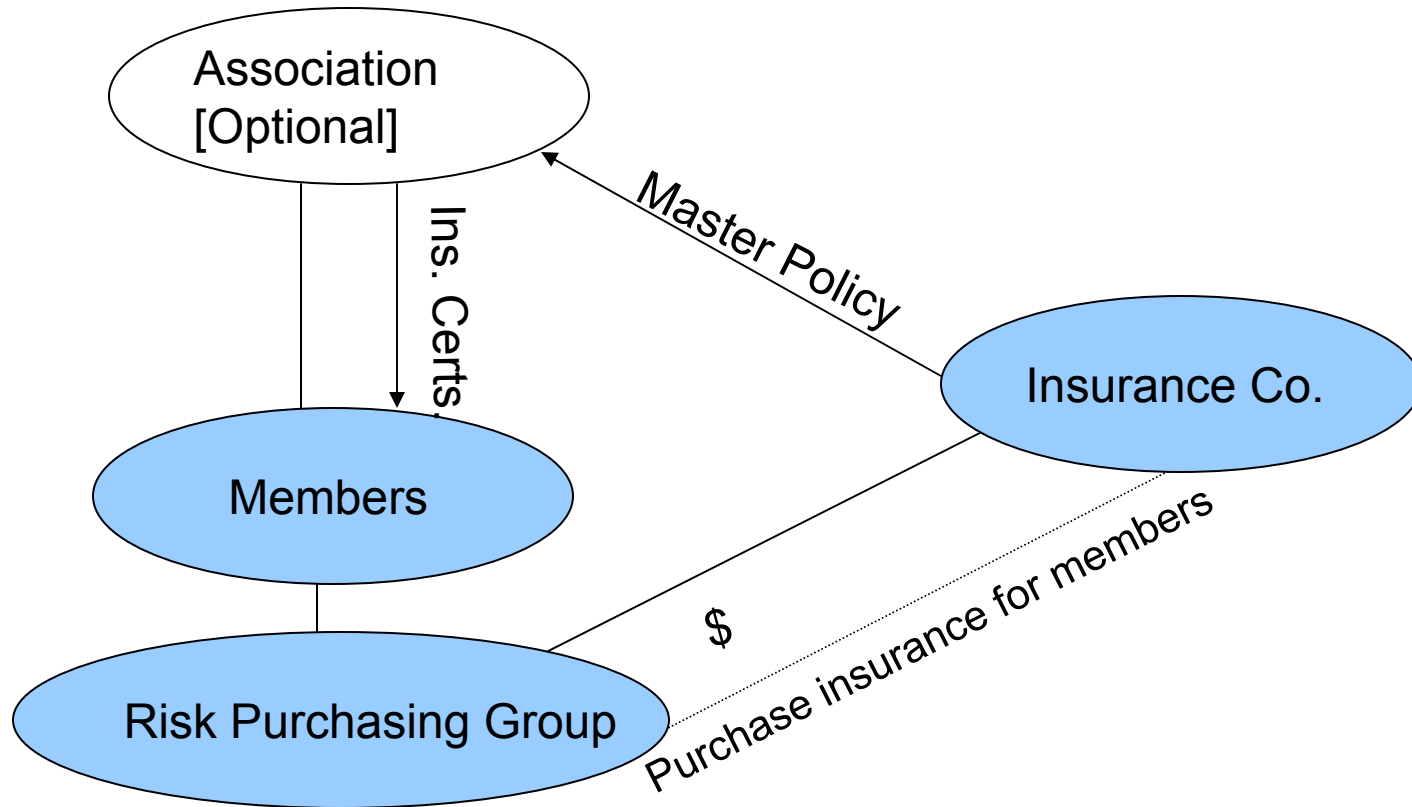 Association
[Optional]
Master Policy
Ins. Certs.
Insurance Co.
Members
$
Purchase insurance for members
Risk Purchasing Group